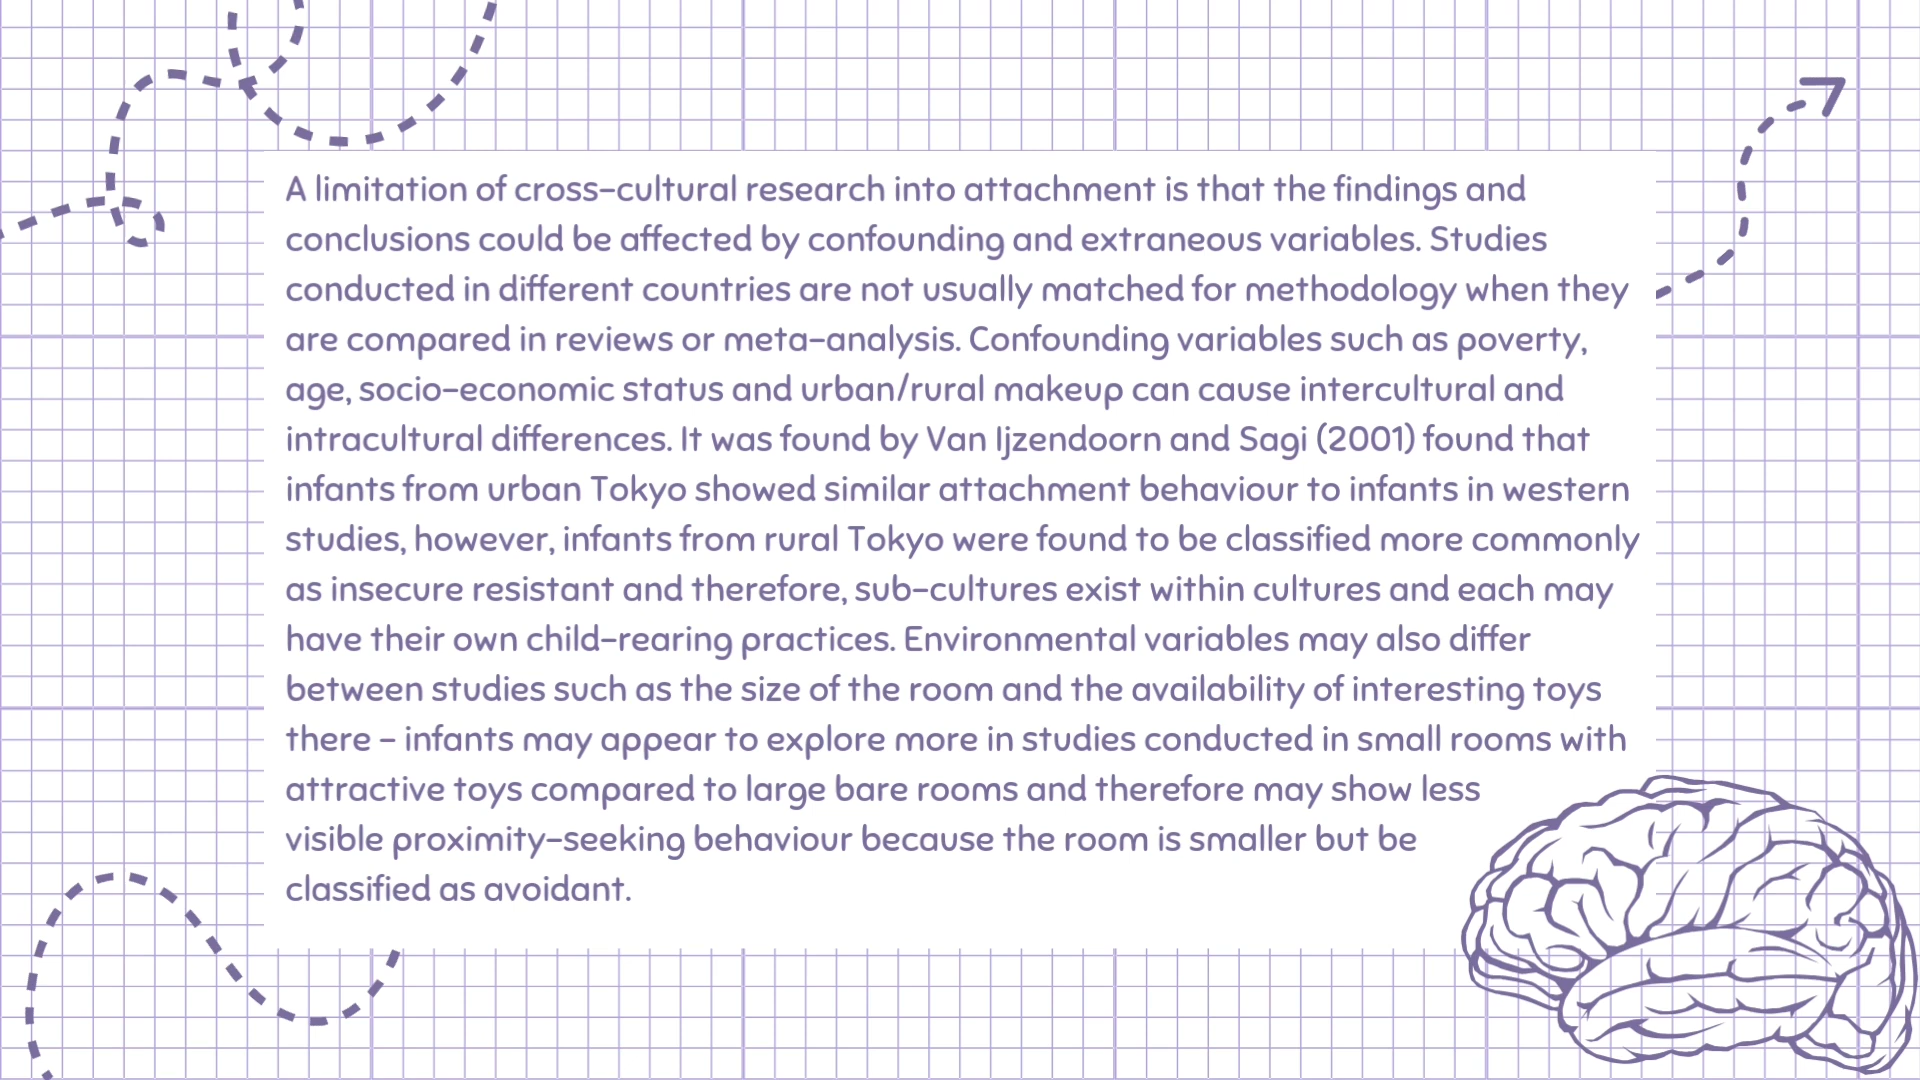 A limitation of cross-cultural research into attachment is that the findings and
conclusions could be affected by confounding and extraneous variables. Studies
conducted in different countries are not usually matched for methodology when they
are compared in reviews or meta-analysis. Confounding variables such as poverty,
age, socio-economic status and urban/rural makeup can cause intercultural and
intracultural differences. It was found by Van Ijzendoorn and Sagi (2001) found that
infants from urban Tokyo showed similar attachment behaviour to infants in western
studies, however, infants from rural Tokyo were found to be classified more commonly
as insecure resistant and therefore, sub-cultures exist within cultures and each may
have their own child-rearing practices. Environmental variables may also differ
between studies such as the size of the room and the availability of interesting toys
there - infants may appear to explore more in studies conducted in small rooms with
attractive toys compared to large bare rooms and therefore may show less
visible proximity-seeking behaviour because the room is smaller but be
classified as avoidant.